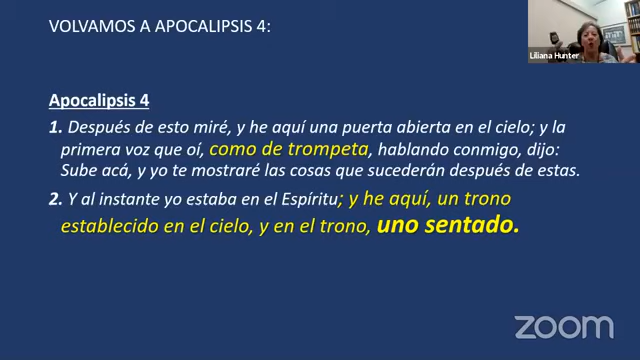 VOLVAMOS A APOCALIPSIS 4:
Liliana Hunter
Apocalipsis 4
1. Después de esto miré, y he aquí una puerta abierta en el cielo; y la
primera voz que oí, como de trompeta, hablando conmigo, dijo:
Sube acá, y yo te mostraré las cosas que sucederán después de estas.
2. Y al instante yo estaba en el Espíritu; y he aquí, un trono
establecido en el cielo, y en el trono, uno sentado.
zoom